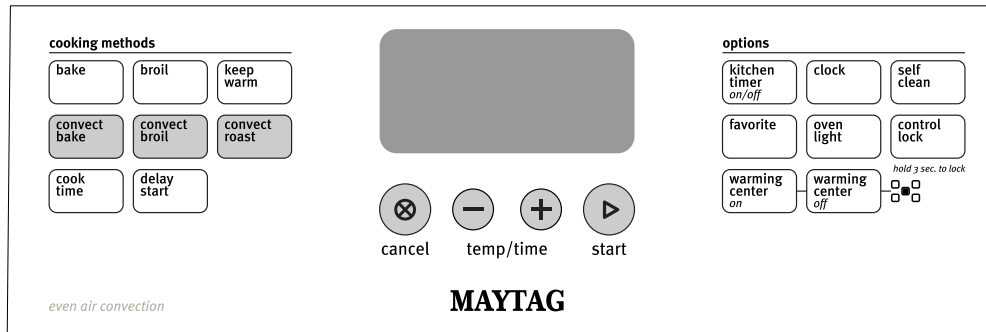 cooking methods
bake
broil
keep
warm
convect
bake
convect
broil
convect
roast
cook
time
delay
start
cancel
temp/time
start
options
kitchen
timer
on/off
clock
self
clean
favorite
oven
light
control
lock
hold 3 sec. to lock
warming
center
on
warming
center
off
even air convection
MAYTAG